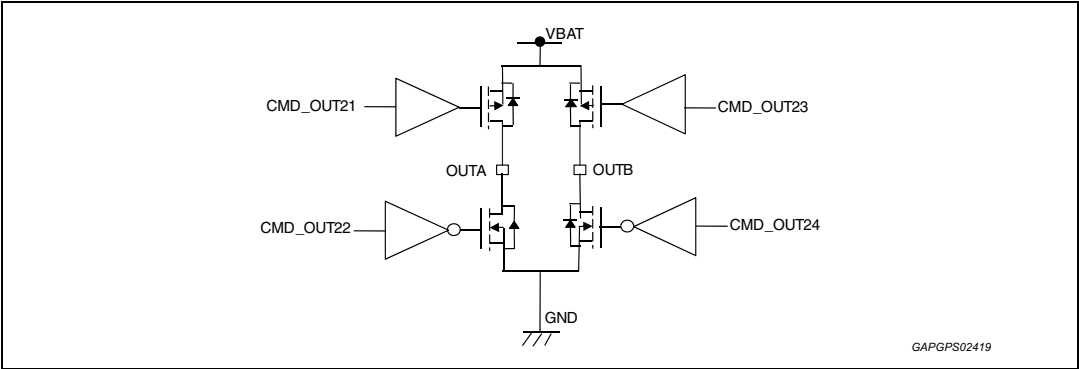 VBAT
CMD_OUT21
CMD_OUT23
OUTA
OUTB
CMD_OUT22
CMD_OUT24
GND
GAPGPS02419